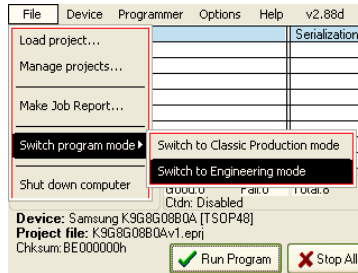 File Device Programmer Options Help v2.88d
Load project... Serialization
Manage projects...
Make Job Report...
Switch program mode Switch to Classic Production mode
Switch to Engineering mode
Shut down computer
Good:0 Fail:0 Total:8
Ctdn: Disabled
Device: Samsung K9G8G08B0A [TSOP48]
Project file: K9G8G08B0Av1.eprj
Chksum: BE000000h
Run Program Stop All